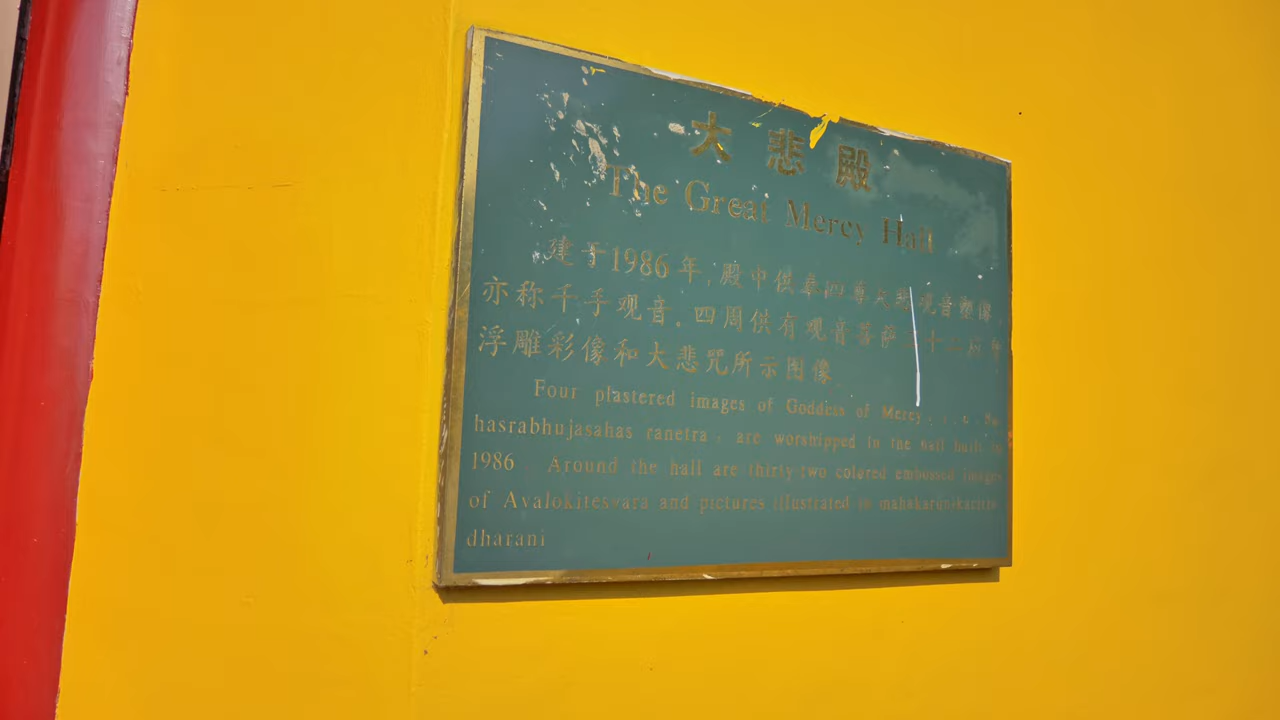 大悲殿
The Great Mercy Hall
建于1986年,殿中供奉四尊大悲观音塑像,
亦称千手观音.四周供有观音菩萨三十二应身
浮雕彩像和大悲咒所示图像.
Four plastered images of Goddess of Mercy
hasrabhujasahas ranetra, are worshipped in the hall built in
1986. Around the hall are thirty-two colored embossed images
of Avalokitesvara and pictures illustrated in
dharani